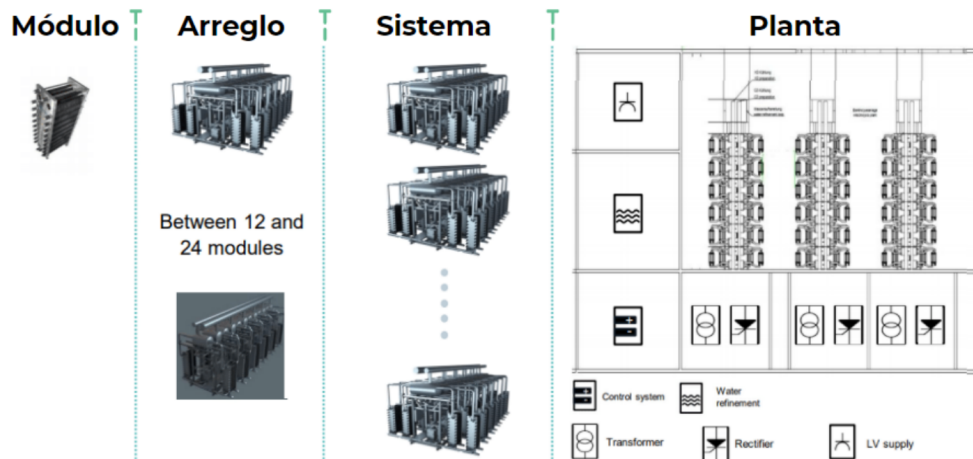 Módulo
Arreglo
Sistema
Planta
Between 12 and
24 modules
Control system
Water
refinement
Transformer
Rectifier
LV supply